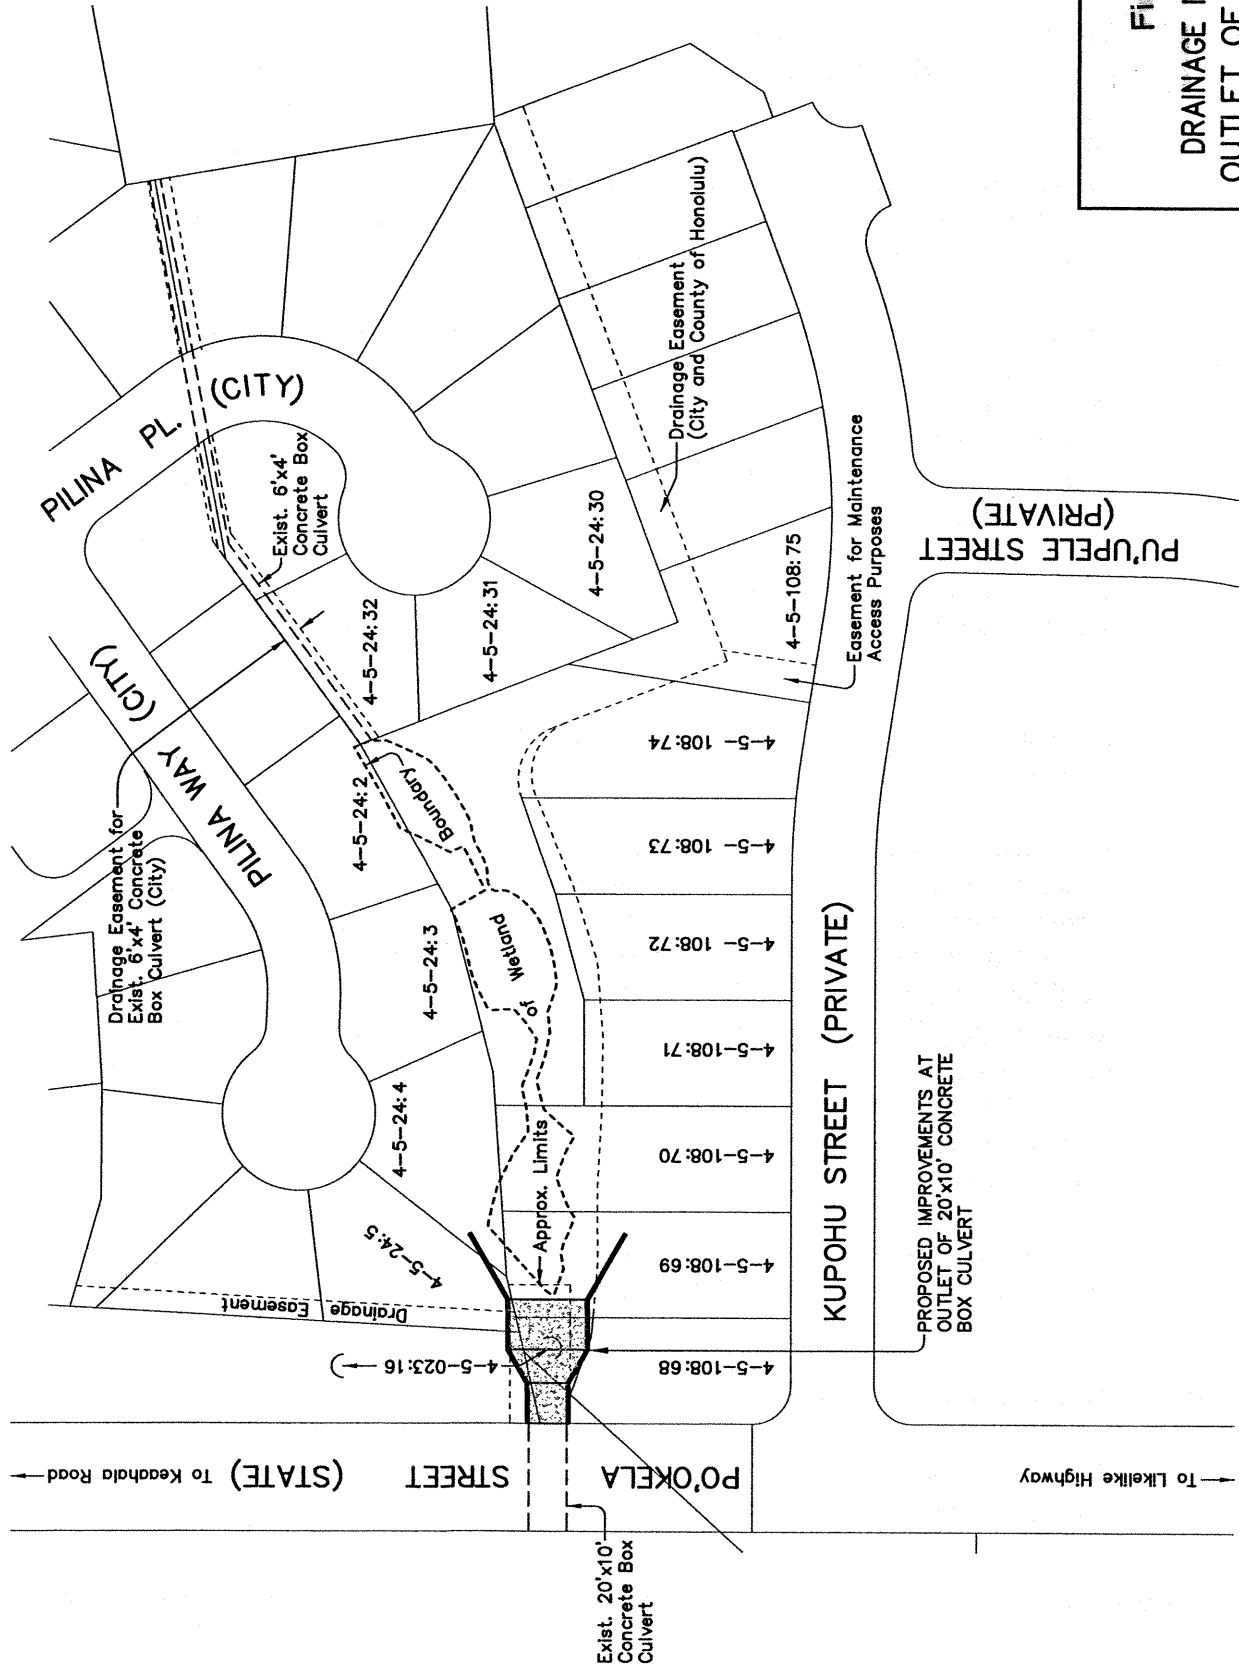 Fi
DRAINAGE I
OUTLET OF
PILINA PL. (CITY)
Exist. 6'x4'
Concrete Box
Culvert
Drainage Easement
(City and County of Honolulu)
4-5-24:30
4-5-24:31
4-5-24:32
4-5-108:75
Easement for Maintenance
Access Purposes
PU'UPELE STREET
(PRIVATE)
PILINA WAY (CITY)
Drainage Easement for
Exist. 6'x4' Concrete
Box Culvert (City)
4-5-24:2
4-5-24:3
4-5-24:4
4-5-24:5
Approx. Limits
of Wetland
Boundary
4-5- 108:74
4-5- 108:73
4-5- 108:72
4-5-108:71
4-5-108:70
4-5-108:69
4-5-108:68
KUPOHU STREET (PRIVATE)
PROPOSED IMPROVEMENTS AT
OUTLET OF 20'x10' CONCRETE
BOX CULVERT
Drainage Easement
4-5-023:16
PO'OKELA STREET (STATE)
To Keaahala Road
To Likelike Highway
Exist. 20'x10'
Concrete Box
Culvert